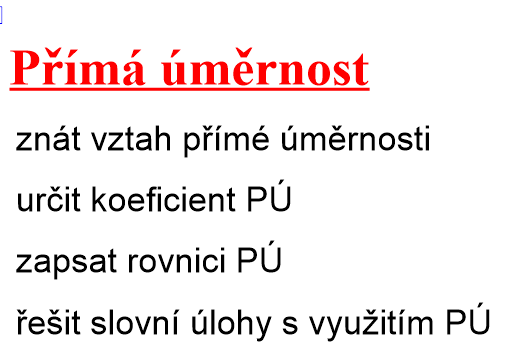 Přímá úměrnost
znát vztah přímé úměrnosti
určit koeficient PÚ
zapsat rovnici PÚ
řešit slovní úlohy s využitím PÚ